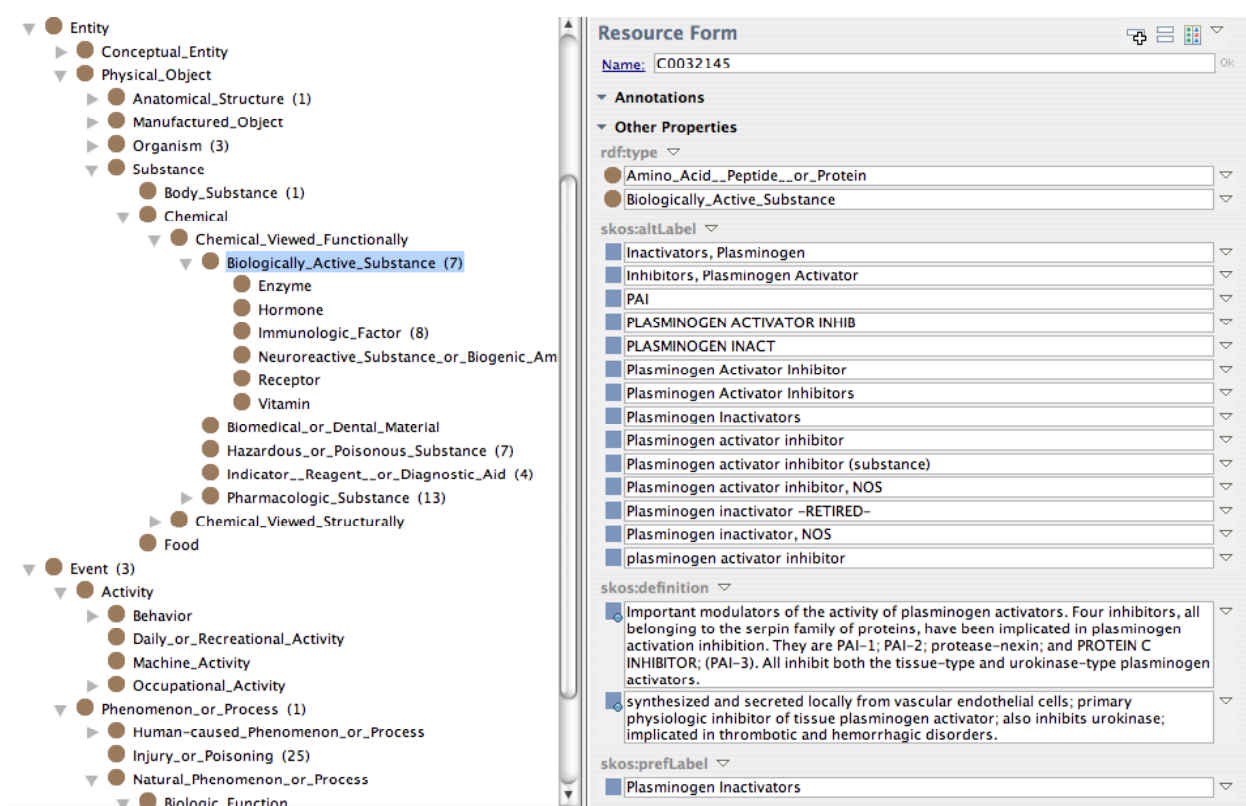 Entity
Conceptual_Entity
Physical_Object
Anatomical_Structure (1)
Manufactured_Object
Organism (3)
Substance
Body_Substance (1)
Chemical
Chemical_Viewed_Functionally
Biologically_Active_Substance (7)
Enzyme
Hormone
Immunologic_Factor (8)
Neuroreactive_Substance_or_Biogenic_Am
Receptor
Vitamin
Biomedical_or_Dental_Material
Hazardous_or_Poisonous_Substance (7)
Indicator__Reagent__or_Diagnostic_Aid (4)
Pharmacologic_Substance (13)
Chemical_Viewed_Structurally
Food
Event (3)
Activity
Behavior
Daily_or_Recreational_Activity
Machine_Activity
Occupational_Activity
Phenomenon_or_Process (1)
Human-caused_Phenomenon_or_Process
Injury_or_Poisoning (25)
Natural_Phenomenon_or_Process
Biologic_Function
Resource Form
Name: C0032145 Ok
Annotations
Other Properties
rdf:type
Amino_Acid__Peptide__or_Protein
Biologically_Active_Substance
skos:altLabel
Inactivators, Plasminogen
Inhibitors, Plasminogen Activator
PAI
PLASMINOGEN ACTIVATOR INHIB
PLASMINOGEN INACT
Plasminogen Activator Inhibitor
Plasminogen Activator Inhibitors
Plasminogen Inactivators
Plasminogen activator inhibitor
Plasminogen activator inhibitor (substance)
Plasminogen activator inhibitor, NOS
Plasminogen inactivator -RETIRED-
Plasminogen inactivator, NOS
plasminogen activator inhibitor
skos:definition
Important modulators of the activity of plasminogen activators. Four inhibitors, all
belonging to the serpin family of proteins, have been implicated in plasminogen
activation inhibition. They are PAI-1; PAI-2; protease-nexin; and PROTEIN C
INHIBITOR; (PAI-3). All inhibit both the tissue-type and urokinase-type plasminogen
activators.
synthesized and secreted locally from vascular endothelial cells; primary
physiologic inhibitor of tissue plasminogen activator; also inhibits urokinase;
implicated in thrombotic and hemorrhagic disorders.
skos:prefLabel
Plasminogen Inactivators